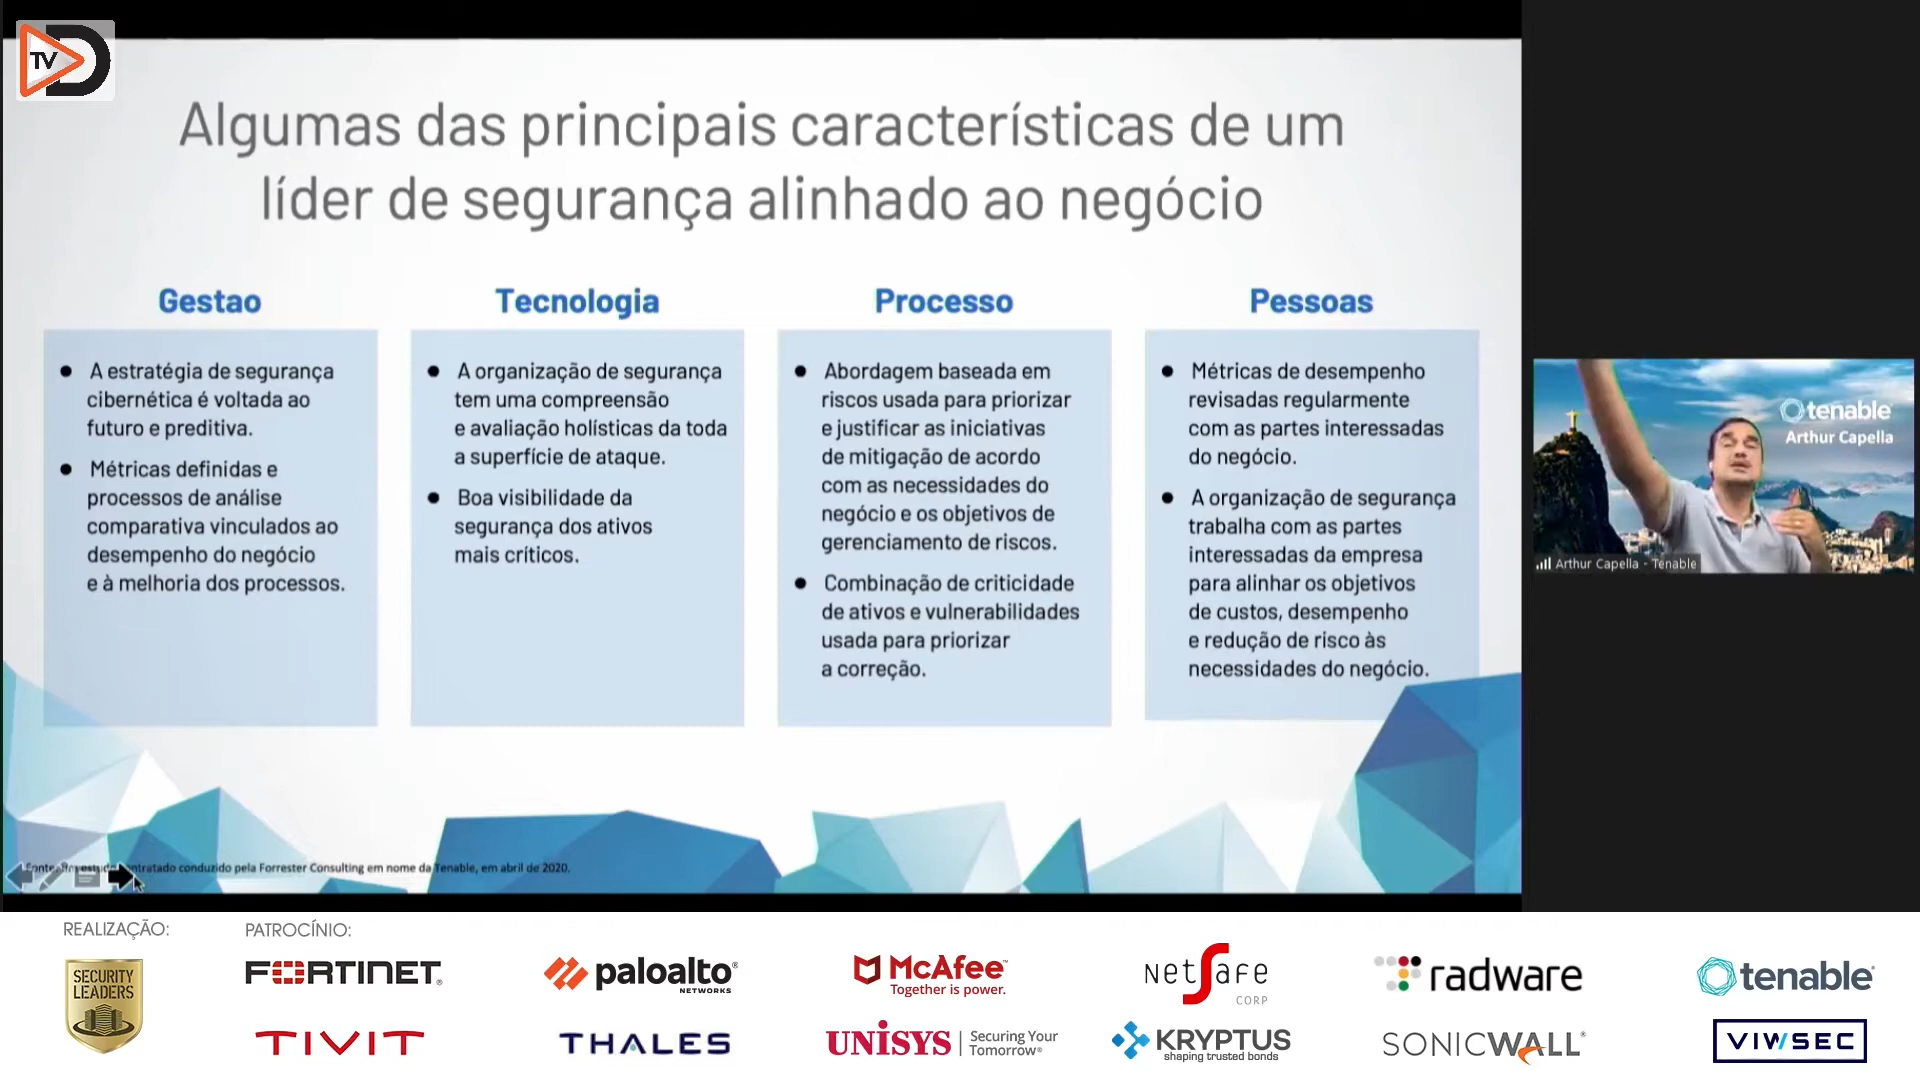 TV D
Algumas das principais características de um
líder de segurança alinhado ao negócio
Gestao
● A estratégia de segurança
cibernética é voltada ao
futuro e preditiva.
● Métricas definidas e
processos de análise
comparativa vinculados ao
desempenho do negócio
e à melhoria dos processos.
Tecnologia
● A organização de segurança
tem uma compreensão
e avaliação holísticas da toda
a superfície de ataque.
● Boa visibilidade da
segurança dos ativos
mais críticos.
Processo
● Abordagem baseada em
riscos usada para priorizar
e justificar as iniciativas
de mitigação de acordo
com as necessidades do
negócio e os objetivos de
gerenciamento de riscos.
● Combinação de criticidade
de ativos e vulnerabilidades
usada para priorizar
a correção.
Pessoas
● Métricas de desempenho
revisadas regularmente
com as partes interessadas
do negócio.
● A organização de segurança
trabalha com as partes
interessadas da empresa
para alinhar os objetivos
de custos, desempenho
e redução de risco às
necessidades do negócio.
conduzido pela Forrester Consulting em nome da Tenable, em abril de 2020.
tenable
Arthur Capella
Arthur Capella - Tenable
REALIZAÇÃO:
SECURITY
LEADERS
PATROCÍNIO:
FORTINET®
paloalto®
NETWORKS
McAfee™
Together is power.
NETSAFE
CORP
radware
tenable®
TIVIT
THALES
UNISYS | Securing Your
Tomorrow®
KRYPTUS
shaping trusted bonds
SONICWALL®
VIWSEC